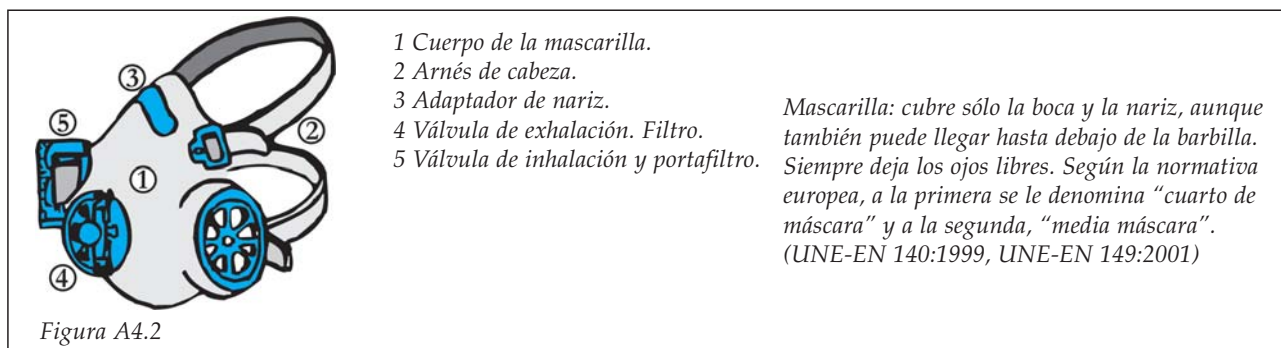 ③
②
⑤
①
④
Figura A4.2
1 Cuerpo de la mascarilla.
2 Arnés de cabeza.
3 Adaptador de nariz.
4 Válvula de exhalación. Filtro.
5 Válvula de inhalación y portafiltro.
Mascarilla: cubre sólo la boca y la nariz, aunque
también puede llegar hasta debajo de la barbilla.
Siempre deja los ojos libres. Según la normativa
europea, a la primera se le denomina “cuarto de
máscara” y a la segunda, “media máscara”.
(UNE-EN 140:1999, UNE-EN 149:2001)